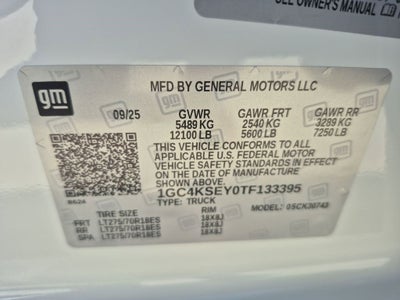 SEE OWNER'S MANUAL
gm
MFD BY GENERAL MOTORS LLC
09/25 GVWR GAWR FRT GAWR RR
5489 KG 2540 KG 3289 KG
12100 LB 5600 LB 7250 LB
THIS VEHICLE CONFORMS TO ALL
APPLICABLE U.S. FEDERAL MOTOR
VEHICLE SAFETY STANDARDS IN
EFFECT ON THE DATE OF
MANUFACTURE SHOWN ABOVE.
1GC4KSEY0TF133395
TYPE: TRUCK MODEL: 0SCK30743
TIRE SIZE RIM
FRT LT275/70R18ES 18X8J
RR LT275/70R18ES 18X8J
SPA LT275/70R18ES 18X8J